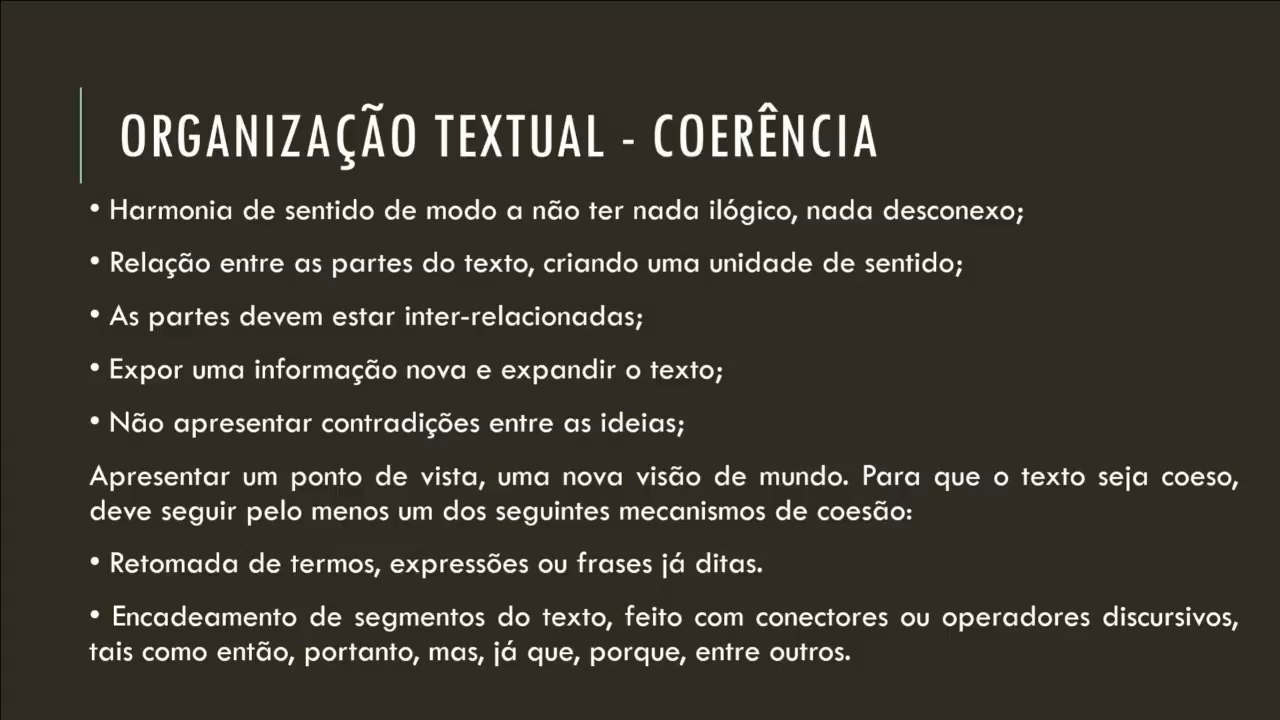 ORGANIZAÇÃO TEXTUAL - COERÊNCIA
• Harmonia de sentido de modo a não ter nada ilógico, nada desconexo;
• Relação entre as partes do texto, criando uma unidade de sentido;
• As partes devem estar inter-relacionadas;
• Expor uma informação nova e expandir o texto;
• Não apresentar contradições entre as ideias;
Apresentar um ponto de vista, uma nova visão de mundo. Para que o texto seja coeso,
deve seguir pelo menos um dos seguintes mecanismos de coesão:
• Retomada de termos, expressões ou frases já ditas.
• Encadeamento de segmentos do texto, feito com conectores ou operadores discursivos,
tais como então, portanto, mas, já que, porque, entre outros.